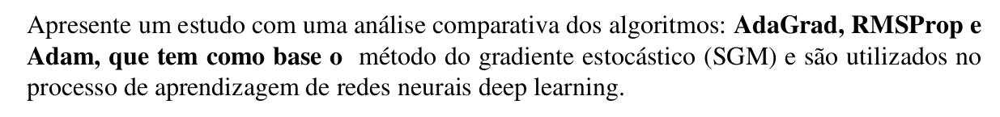 Apresente um estudo com uma análise comparativa dos algoritmos: AdaGrad, RMSProp e
Adam, que tem como base o método do gradiente estocástico (SGM) e são utilizados no
processo de aprendizagem de redes neurais deep learning.